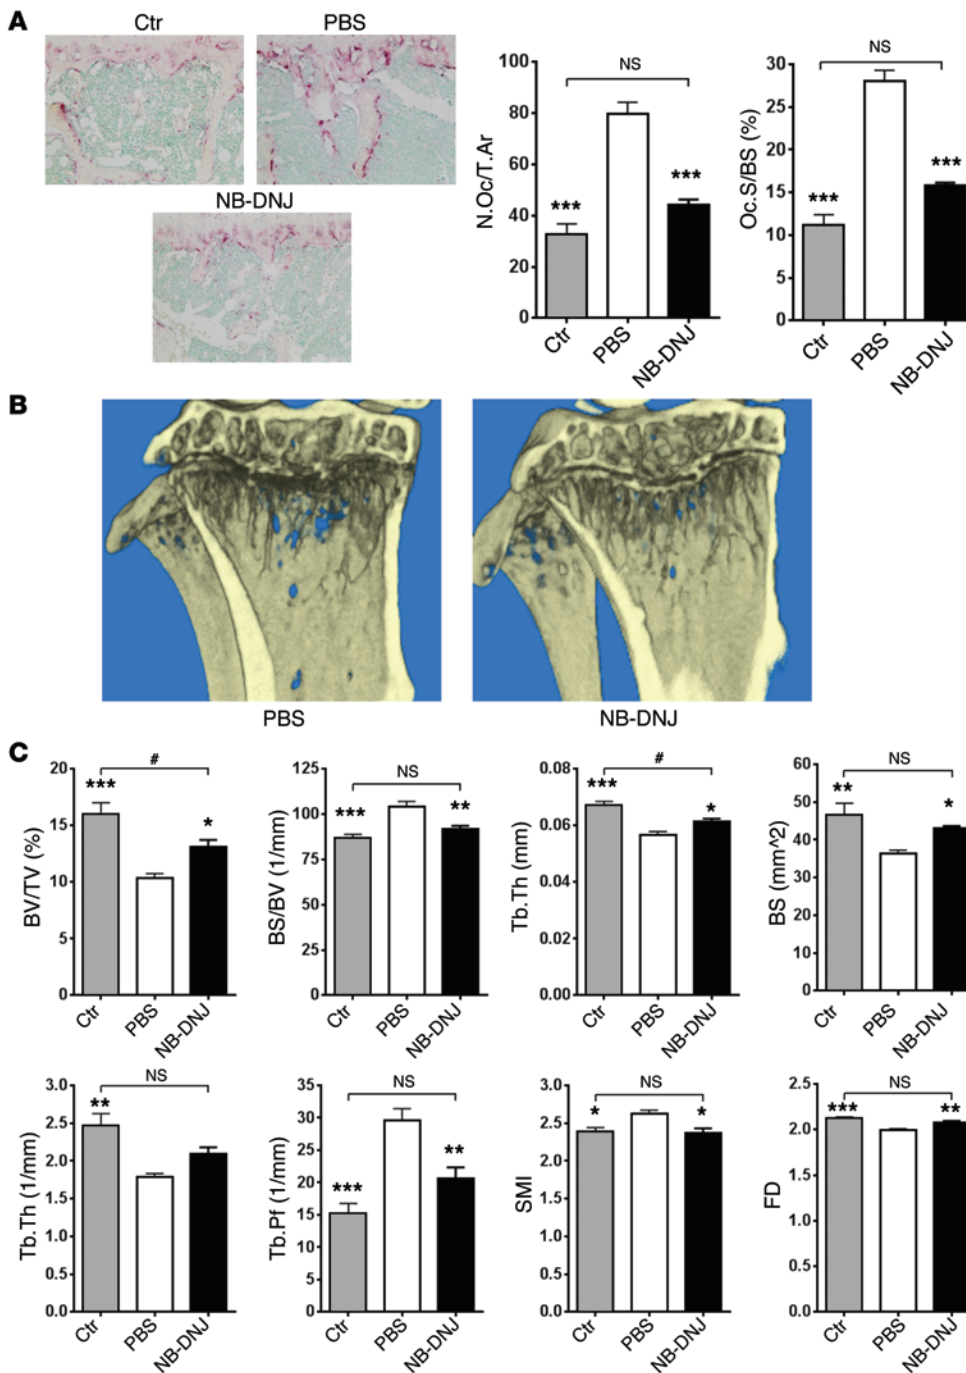 A
Ctr
PBS
NB-DNJ
N.Oc/T.Ar
100
80
60
40
20
0
NS
***
***
Ctr
PBS
NB-DNJ
Oc.S/BS (%)
30
25
20
15
10
5
0
NS
***
***
Ctr
PBS
NB-DNJ
B
PBS
NB-DNJ
C
BV/TV (%)
20
15
10
5
0
#
***
*
Ctr
PBS
NB-DNJ
BS/BV (1/mm)
125
100
75
50
25
0
NS
***
**
Ctr
PBS
NB-DNJ
Tb.Th (mm)
0.08
0.06
0.04
0.02
0.00
#
***
*
Ctr
PBS
NB-DNJ
BS (mm^2)
60
50
40
30
20
10
0
NS
**
*
Ctr
PBS
NB-DNJ
Tb.Th (1/mm)
3.0
2.5
2.0
1.5
1.0
0.5
0.0
NS
**
Ctr
PBS
NB-DNJ
Tb.Pf (1/mm)
35
30
25
20
15
10
5
0
NS
***
**
Ctr
PBS
NB-DNJ
SMI
3.0
2.5
2.0
1.5
1.0
0.5
0.0
NS
*
*
Ctr
PBS
NB-DNJ
FD
2.5
2.0
1.5
1.0
0.5
0.0
NS
***
**
Ctr
PBS
NB-DNJ